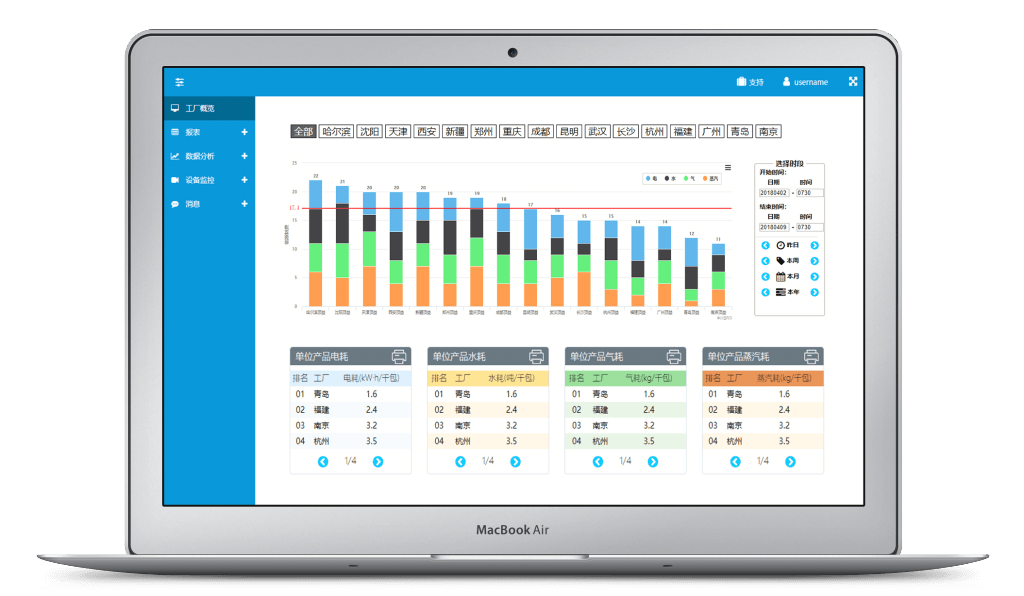 支持 username
工厂概览
报表
数据分析
设备监控
消息
全部 哈尔滨 沈阳 天津 西安 新疆 郑州 重庆 成都 昆明 武汉 长沙 杭州 福建 广州 青岛 南京
25
20
17.1
15
10
5
0
22 21 20 20 20 19 19 18 17 16 15 15 14 14 12 11
电 水 气 蒸汽
选择时段
开始时间:
日期 时间
20180402 - 0730
结束时间:
日期 时间
20180409 - 0730
昨日
本周
本月
本年
单位产品电耗
排名 工厂 电耗(kW·h/千包)
01 青岛 1.6
02 福建 2.4
03 南京 3.2
04 杭州 3.5
1/4
单位产品水耗
排名 工厂 水耗(吨/千包)
01 青岛 1.6
02 福建 2.4
03 南京 3.2
04 杭州 3.5
1/4
单位产品气耗
排名 工厂 气耗(kg/千包)
01 青岛 1.6
02 福建 2.4
03 南京 3.2
04 杭州 3.5
1/4
单位产品蒸汽耗
排名 工厂 蒸汽耗(kg/千包)
01 青岛 1.6
02 福建 2.4
03 南京 3.2
04 杭州 3.5
1/4
MacBook Air